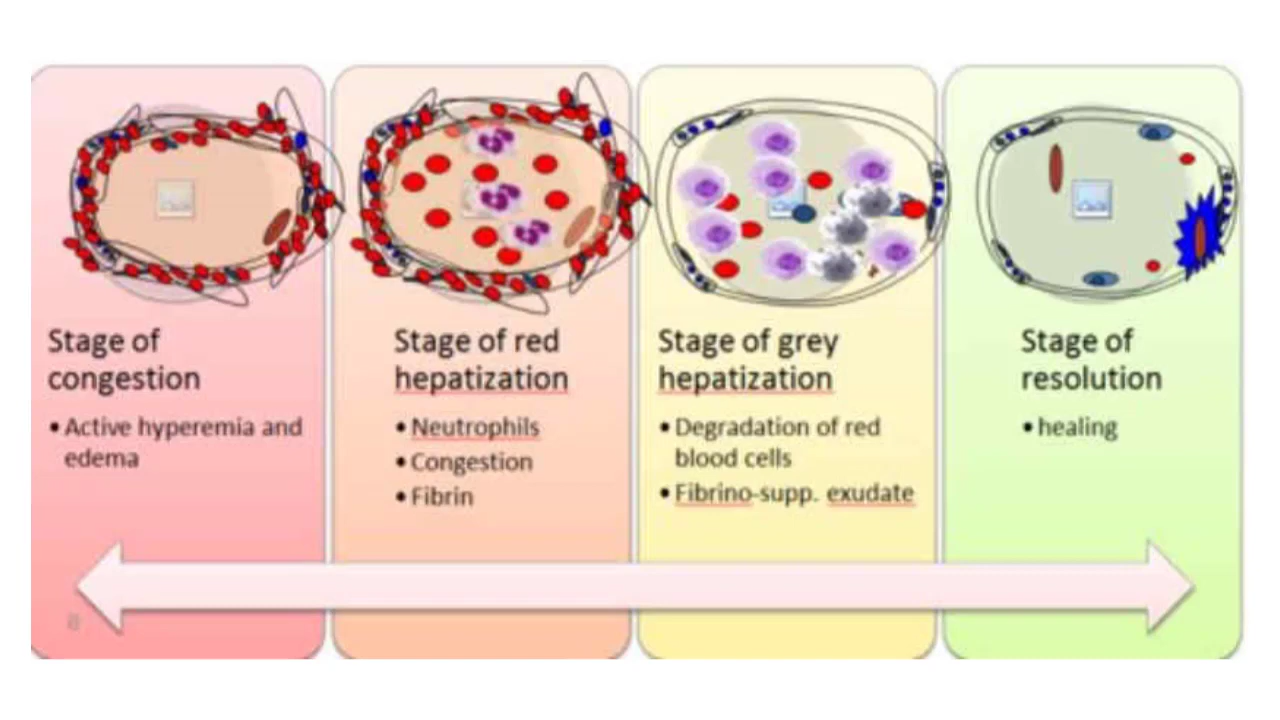 Stage of
congestion
• Active hyperemia and
edema
Stage of red
hepatization
• Neutrophils
• Congestion
• Fibrin
Stage of grey
hepatization
• Degradation of red
blood cells
• Fibrino-supp. exudate
Stage of
resolution
• healing